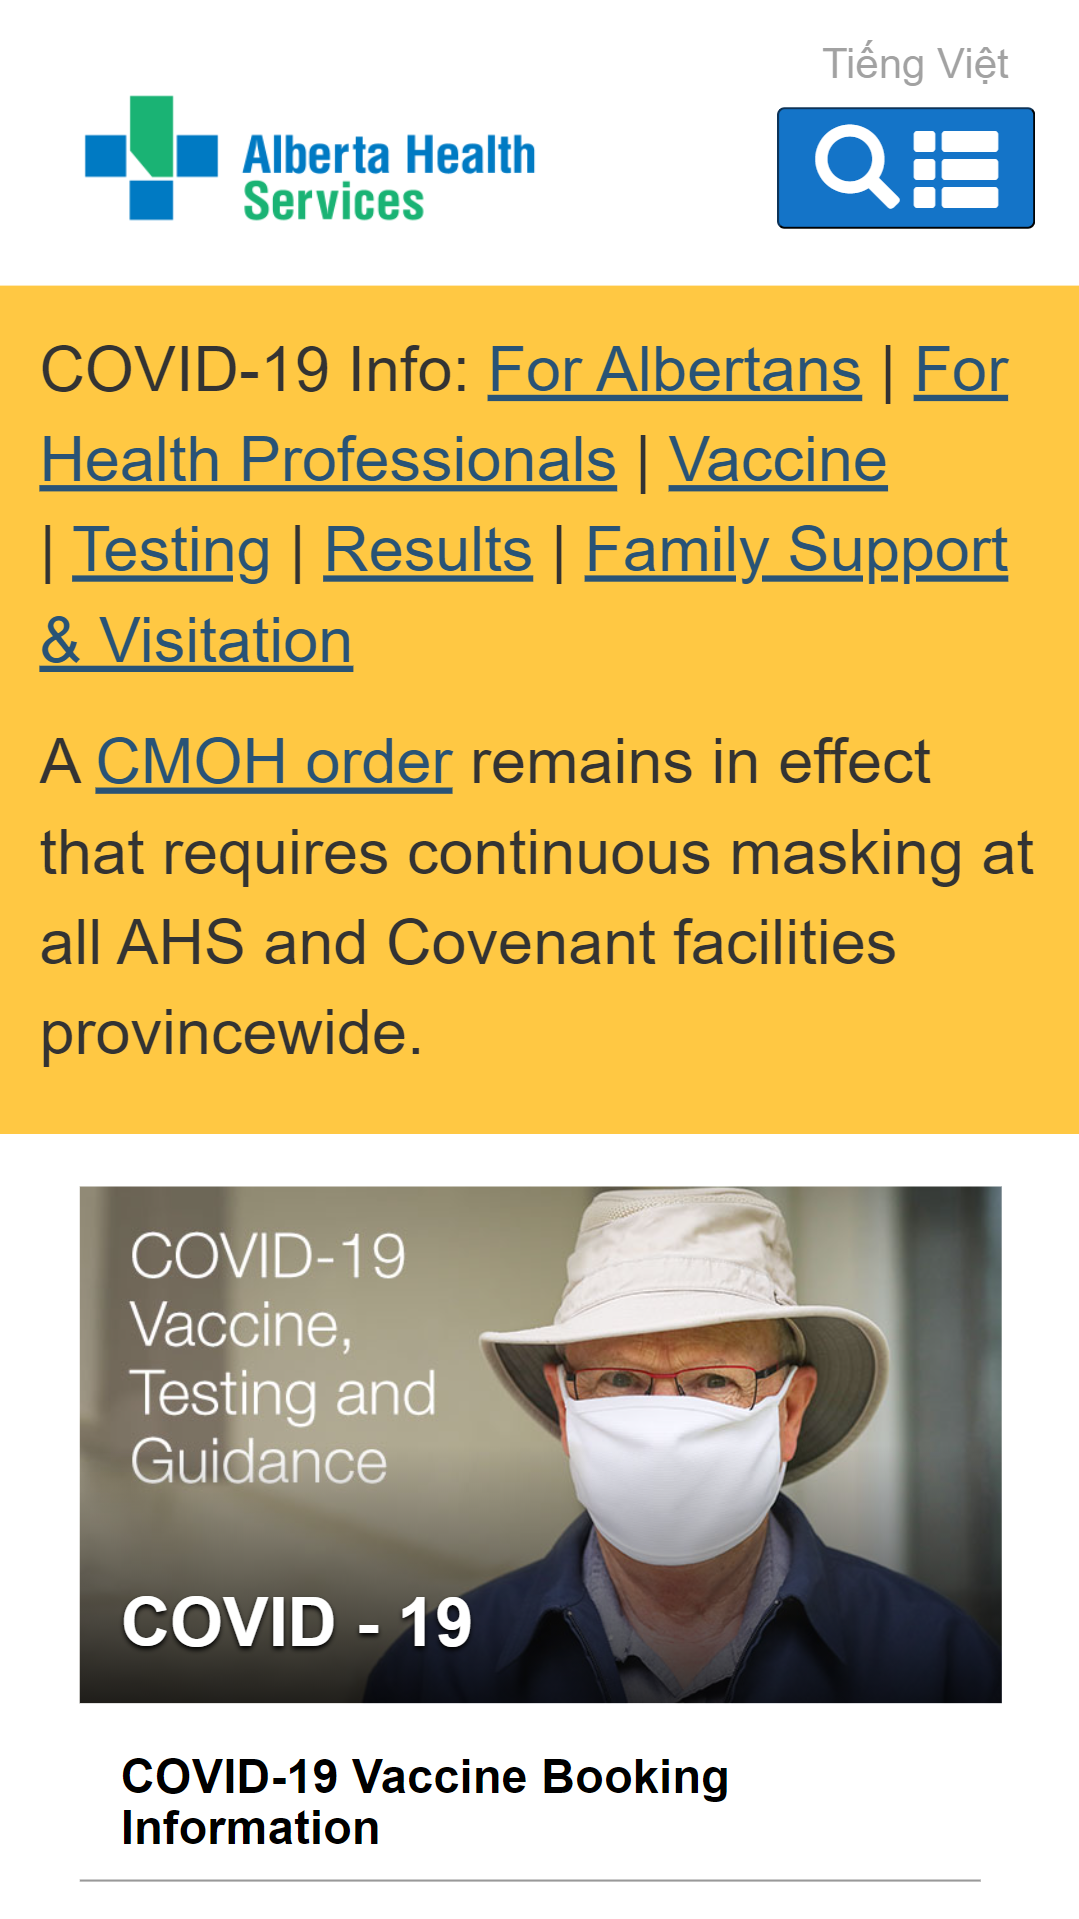 Tiếng Việt
Alberta Health
Services
COVID-19 Info: For Albertans | For
Health Professionals | Vaccine
| Testing | Results | Family Support
& Visitation
A CMOH order remains in effect
that requires continuous masking at
all AHS and Covenant facilities
provincewide.
COVID-19
Vaccine,
Testing and
Guidance
COVID - 19
COVID-19 Vaccine Booking
Information